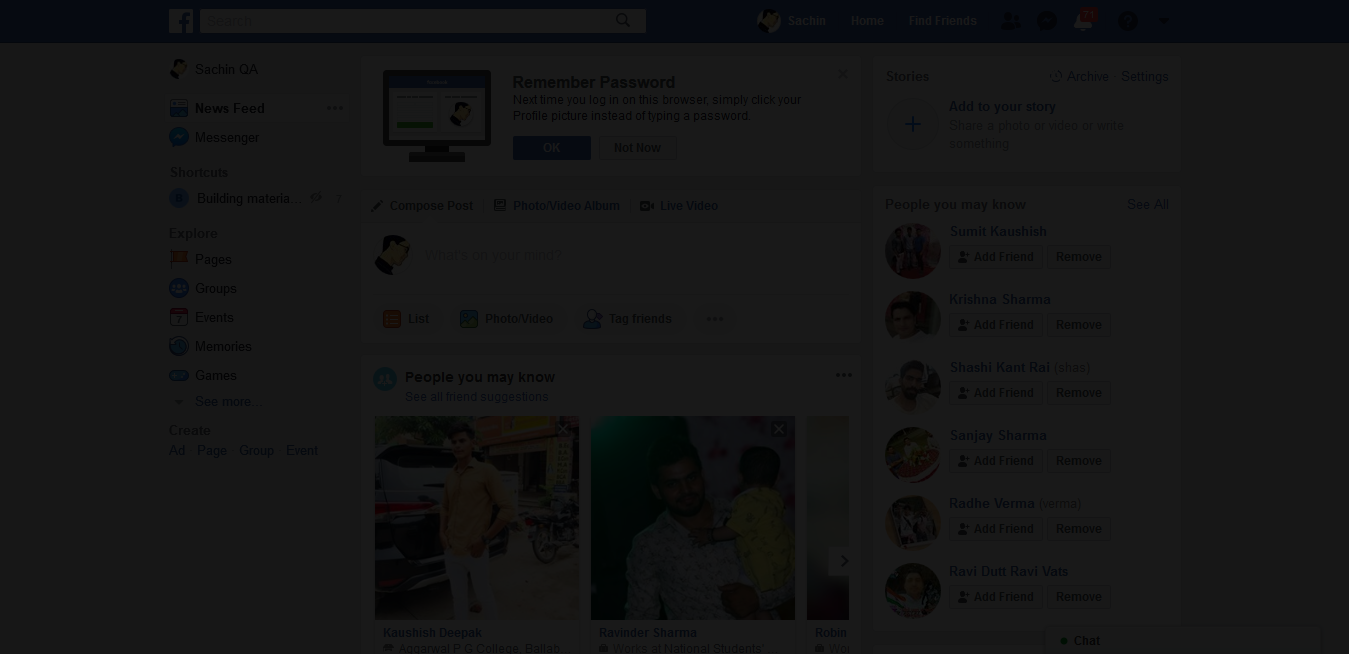 f
Search
Sachin
Home
Find Friends
21
Sachin QA
News Feed
Messenger
Shortcuts
B
Building materia...
7
Explore
Pages
Groups
7
Events
Memories
Games
See more...
Create
Ad
Page
Group
Event
Remember Password
Next time you log in on this browser, simply click your
Profile picture instead of typing a password.
OK
Not Now
Compose Post
Photo/Video Album
Live Video
What's on your mind?
List
Photo/Video
Tag friends
People you may know
See all friend suggestions
Kaushish Deepak
Aggarwal P.G College, Ballab
Ravinder Sharma
Works at National Students'
Robin
Wor
Stories
Archive
Settings
Add to your story
Share a photo or video or write
something
People you may know
See All
Sumit Kaushish
Add Friend
Remove
Krishna Sharma
Add Friend
Remove
Shashi Kant Rai (shas)
Add Friend
Remove
Sanjay Sharma
Add Friend
Remove
Radhe Verma (verma)
Add Friend
Remove
Ravi Dutt Ravi Vats
Add Friend
Remove
Chat